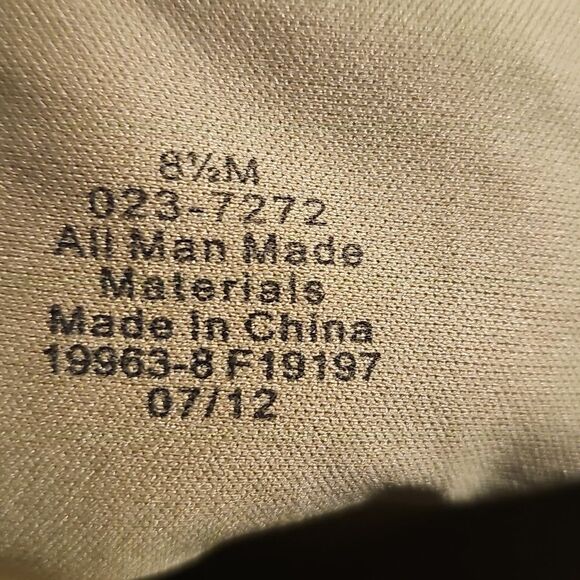 8½M
023-7272
All Man Made
Materials
Made In China
19963-8 F19197
07/12